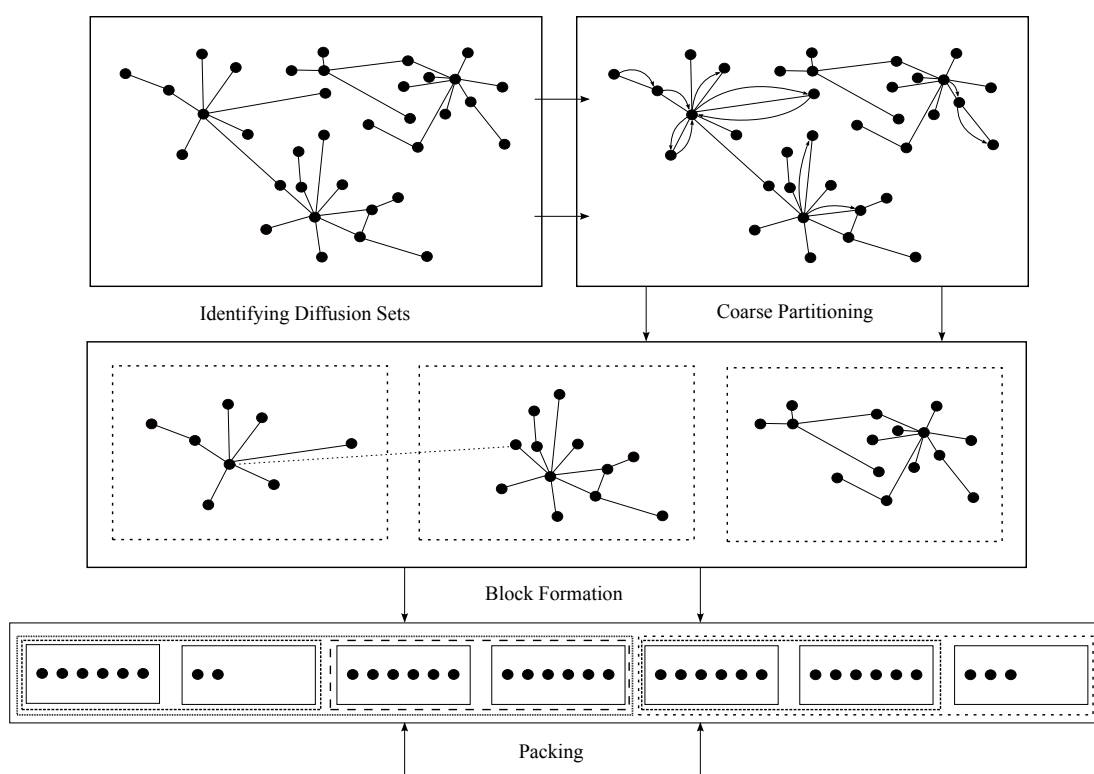 Identifying Diffusion Sets
Coarse Partitioning
Block Formation
Packing